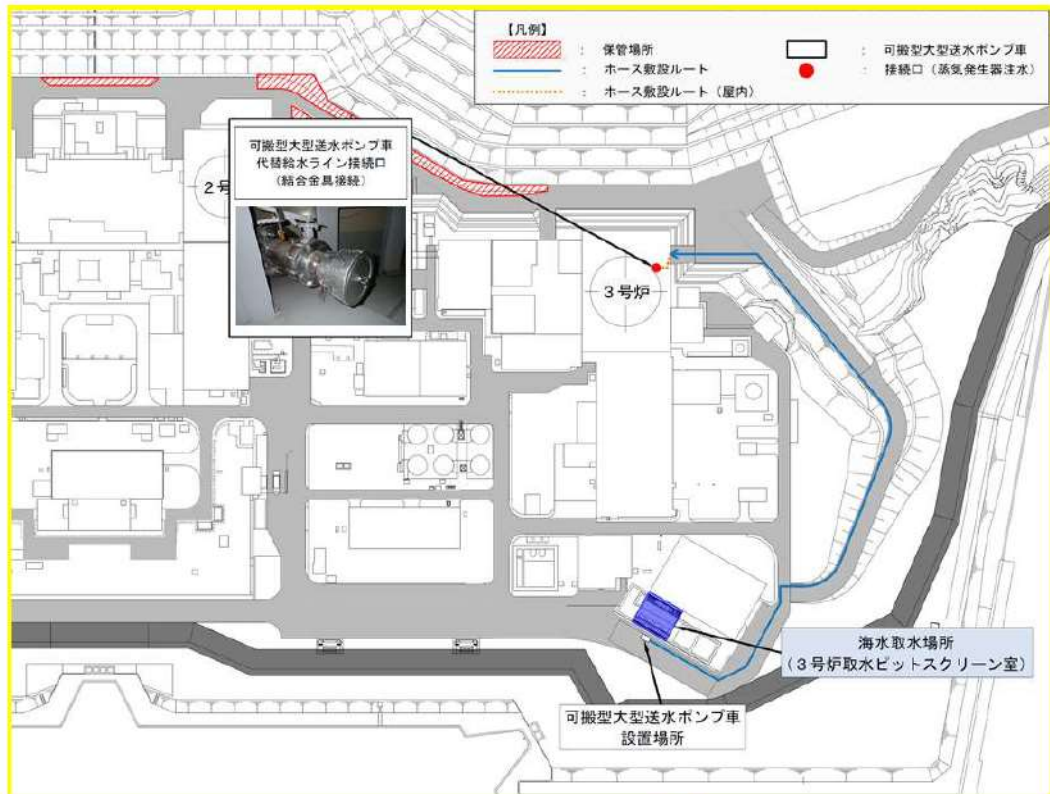 【凡例】
： 保管場所
： ホース敷設ルート
： ホース敷設ルート（屋内）
： 可搬型大型送水ポンプ車
： 接続口（蒸気発生器注水）
可搬型大型送水ポンプ車
代替給水ライン接続口
（結合金具接続）
2号
3号炉
海水取水場所
（3号炉取水ピットスクリーン室）
可搬型大型送水ポンプ車
設置場所